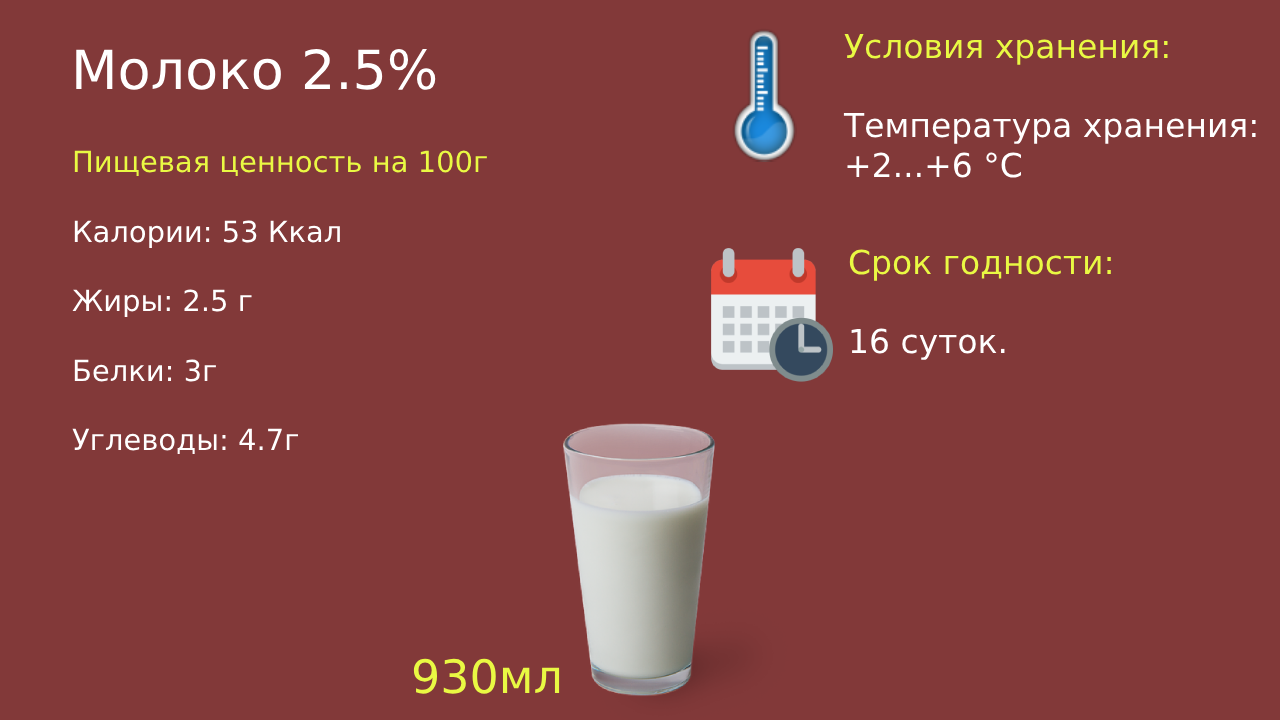 Молоко 2.5%
Пищевая ценность на 100г
Калории: 53 Ккал
Жиры: 2.5 г
Белки: 3г
Углеводы: 4.7г
930мл
Условия хранения:
Температура хранения:
+2...+6 °C
Срок годности:
16 суток.